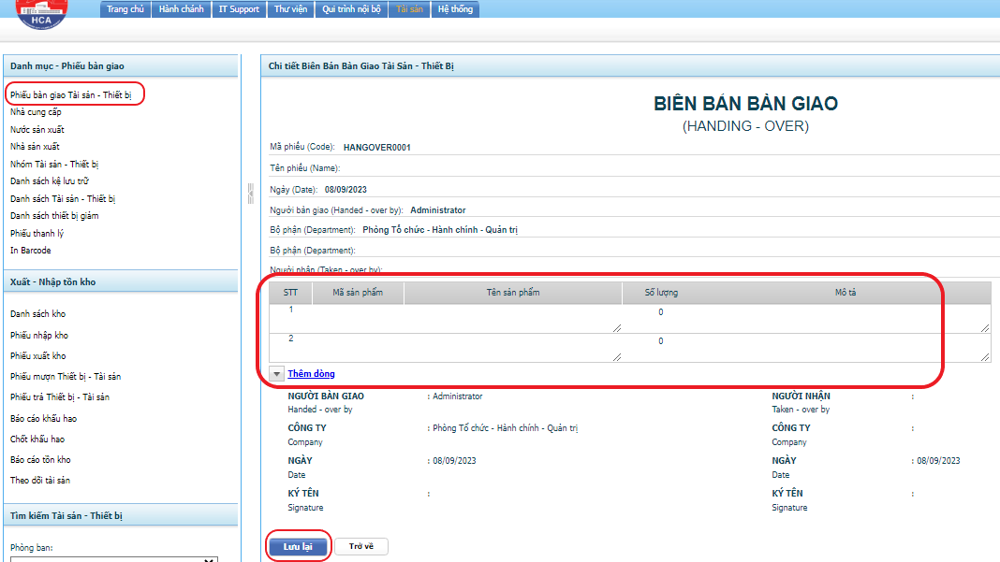 HCA
Trang chủ Hành chánh IT Support Thư viện Qui trình nội bộ Tài sản Hệ thống
Danh mục - Phiếu bàn giao
Phiếu bàn giao Tài sản - Thiết bị
Nhà cung cấp
Nước sản xuất
Nhà sản xuất
Nhóm Tài sản - Thiết bị
Danh sách kệ lưu trữ
Danh sách Tài sản - Thiết bị
Danh sách thiết bị giảm
Phiếu thanh lý
In Barcode
Xuất - Nhập tồn kho
Danh sách kho
Phiếu nhập kho
Phiếu xuất kho
Phiếu mượn Thiết bị - Tài sản
Phiếu trả Thiết bị - Tài sản
Báo cáo khấu hao
Chốt khấu hao
Báo cáo tồn kho
Theo dõi tài sản
Tìm kiếm Tài sản - Thiết bị
Phòng ban:
Chi tiết Biên Bản Bàn Giao Tài Sản - Thiết Bị
BIÊN BẢN BÀN GIAO
(HANDING - OVER)
Mã phiếu (Code): HANGOVER0001
Tên phiếu (Name):
Ngày (Date): 08/09/2023
Người bàn giao (Handed - over by): Administrator
Bộ phận (Department): Phòng Tổ chức - Hành chính - Quản trị
Bộ phận (Department):
Người nhận (Taken - over by):
STT Mã sản phẩm Tên sản phẩm Số lượng Mô tả
1 0
2 0
Thêm dòng
NGƯỜI BÀN GIAO : Administrator NGƯỜI NHẬN :
Handed - over by Taken - over by
CÔNG TY : Phòng Tổ chức - Hành chính - Quản trị CÔNG TY :
Company Company
NGÀY : 08/09/2023 NGÀY : 08/09/2023
Date Date
KÝ TÊN : KÝ TÊN :
Signature Signature
Lưu lại Trở về